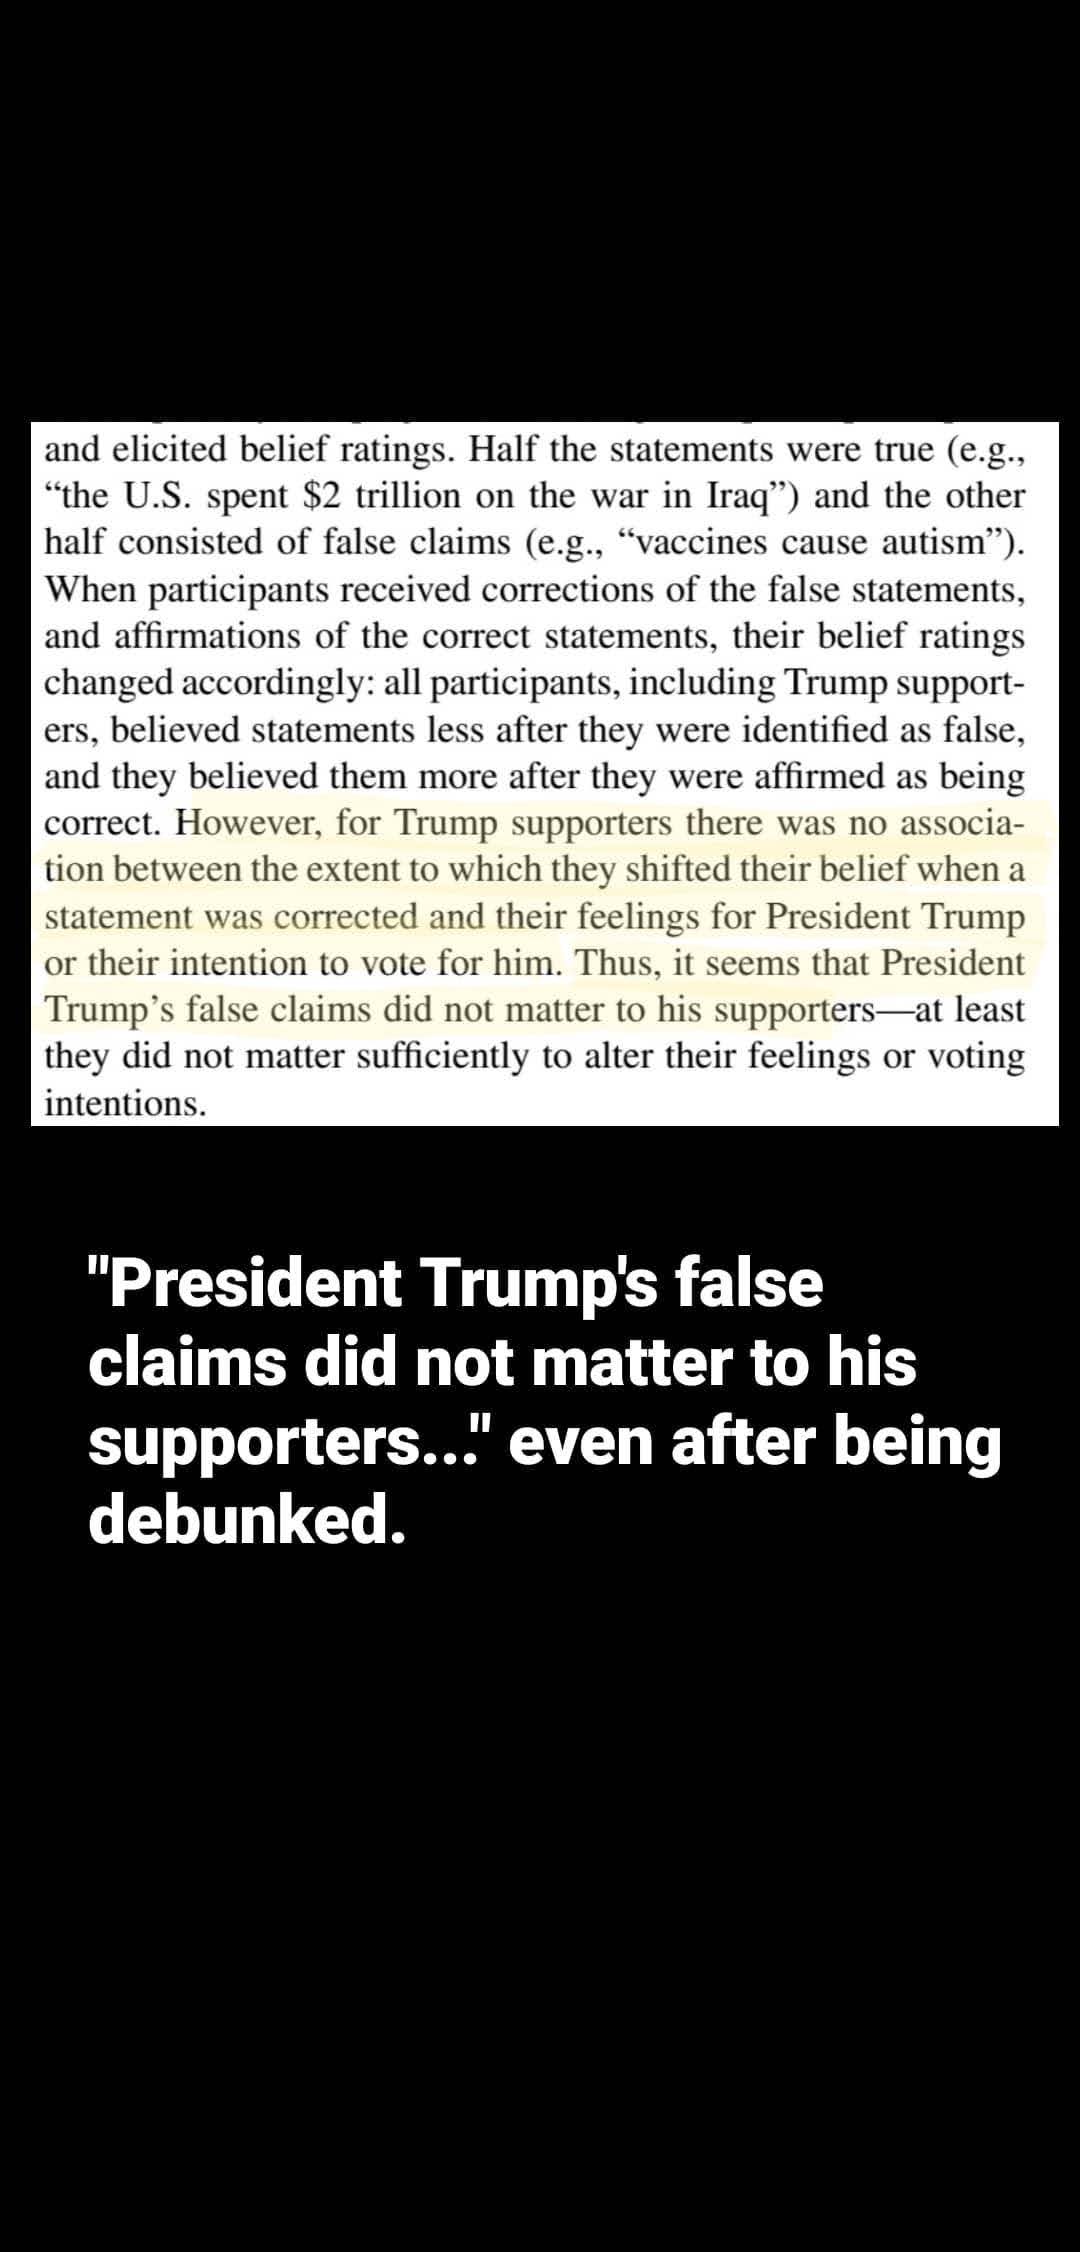 and elicited belief ratings. Half the statements were true (e.g.,
“the U.S. spent $2 trillion on the war in Iraq”) and the other
half consisted of false claims (e.g., “vaccines cause autism”).
When participants received corrections of the false statements,
and affirmations of the correct statements, their belief ratings
changed accordingly: all participants, including Trump support-
ers, believed statements less after they were identified as false,
and they believed them more after they were affirmed as being
correct. However, for Trump supporters there was no associa-
tion between the extent to which they shifted their belief when a
statement was corrected and their feelings for President Trump
or their intention to vote for him. Thus, it seems that President
Trump’s false claims did not matter to his supporters—at least
they did not matter sufficiently to alter their feelings or voting
intentions.
"President Trump's false
claims did not matter to his
supporters..." even after being
debunked.